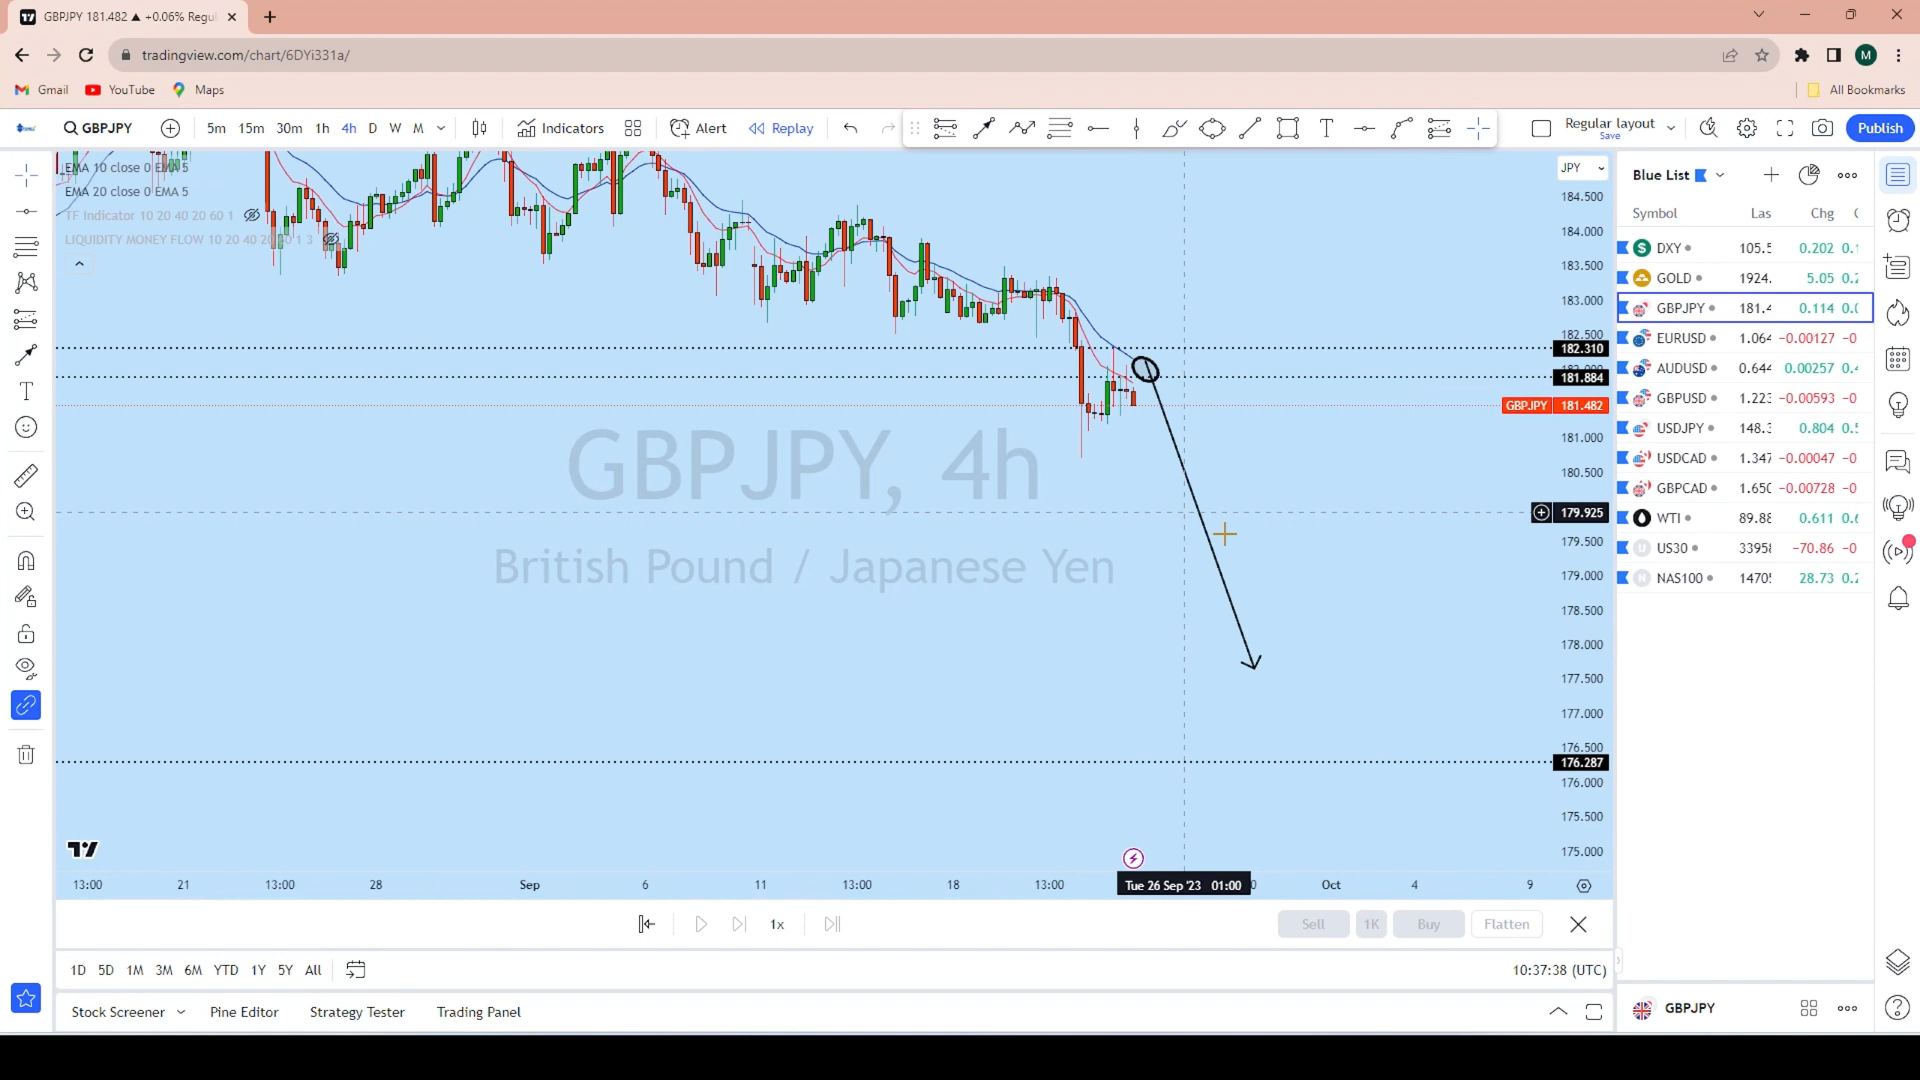 GBPJPY 181.482 ▲ +0.06% Regu
tradingview.com/chart/6DYi331a/
M
Gmail YouTube Maps All Bookmarks
GBPJPY 5m 15m 30m 1h 4h D W M Indicators Alert Replay Regular layout Save Publish
EMA 10 close 0 EMA 5
EMA 20 close 0 EMA 5
TF Indicator 10 20 40 20 60 1
LIQUIDITY MONEY FLOW 10 20 40
GBPJPY, 4h
British Pound / Japanese Yen
JPY
184.500
184.000
183.500
183.000
182.500
182.310
181.884
GBPJPY 181.482
181.000
180.500
179.925
179.500
179.000
178.500
178.000
177.500
177.000
176.500
176.287
176.000
175.500
175.000
13:00 21 13:00 28 Sep 6 11 13:00 18 13:00 Tue 26 Sep '23 01:00 Oct 4 9
1x Sell 1K Buy Flatten
1D 5D 1M 3M 6M YTD 1Y 5Y All 10:37:38 (UTC)
Stock Screener Pine Editor Strategy Tester Trading Panel
Blue List
Symbol Las Chg
DXY 105.5 0.202
GOLD 1924. 5.05
GBPJPY 181.4 0.114
EURUSD 1.064 -0.00127
AUDUSD 0.644 0.00257
GBPUSD 1.223 -0.00593
USDJPY 148.3 0.804
USDCAD 1.347 -0.00047
GBPCAD 1.650 -0.00728
WTI 89.88 0.611
US30 33958 -70.86
NAS100 14705 28.73
GBPJPY